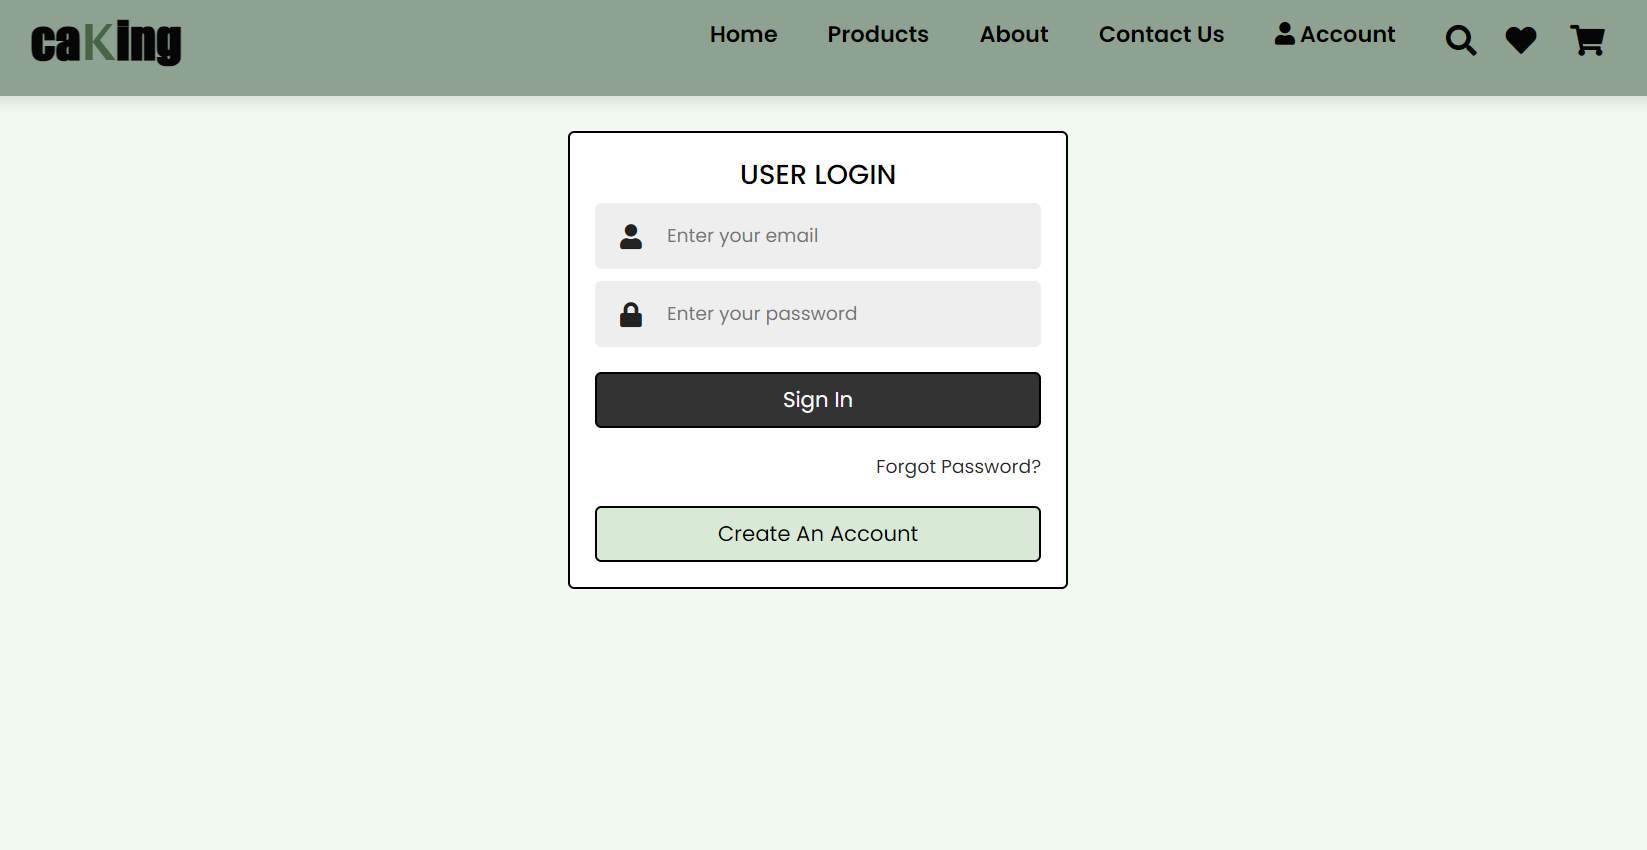 caKing
Home Products About Contact Us Account
USER LOGIN
Enter your email
Enter your password
Sign In
Forgot Password?
Create An Account